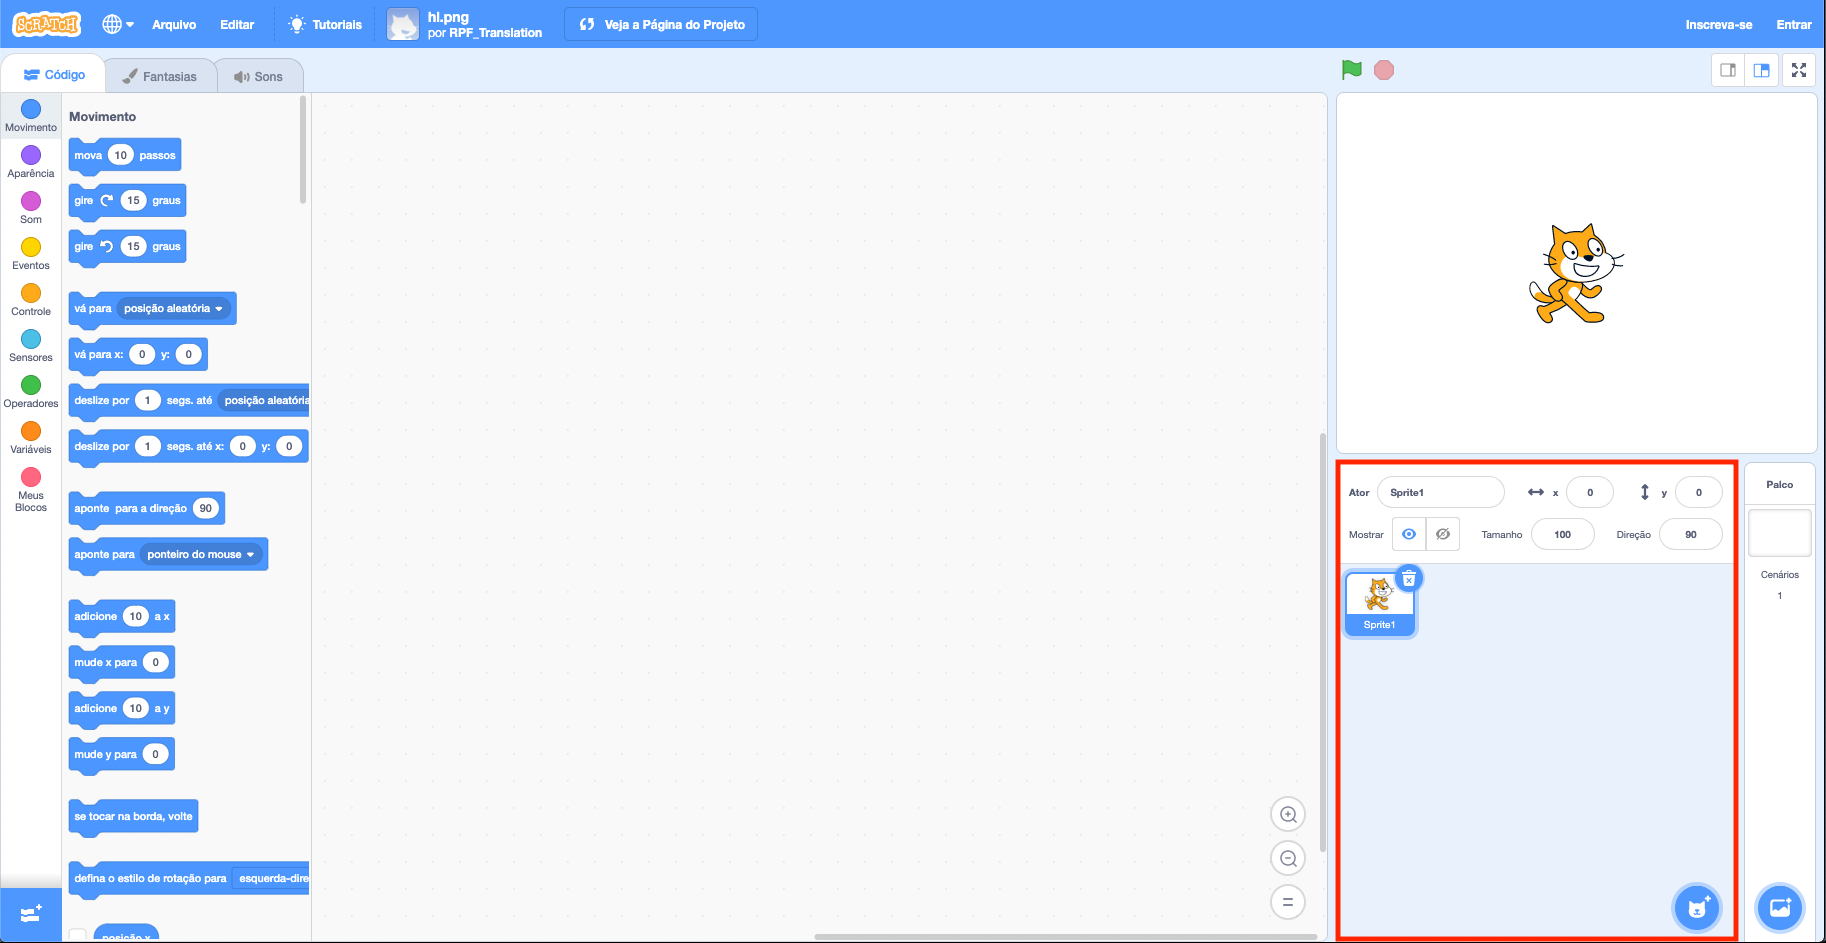 SCRATCH
Arquivo
Editar
Tutoriais
hl.png
por RPF_Translation
Veja a Página do Projeto
Inscreva-se
Entrar
Código
Fantasias
Sons
Movimento
Aparência
Som
Eventos
Controle
Sensores
Operadores
Variáveis
Meus
Blocos
Movimento
mova 10 passos
gire 15 graus
gire 15 graus
vá para posição aleatória
vá para x: 0 y: 0
deslize por 1 segs. até posição aleatória
deslize por 1 segs. até x: 0 y: 0
aponte para a direção 90
aponte para ponteiro do mouse
adicione 10 a x
mude x para 0
adicione 10 a y
mude y para 0
se tocar na borda, volte
defina o estilo de rotação para esquerda-dire
posição x
Ator Sprite1 x 0 y 0
Mostrar Tamanho 100 Direção 90
Sprite1
Palco
Cenários
1